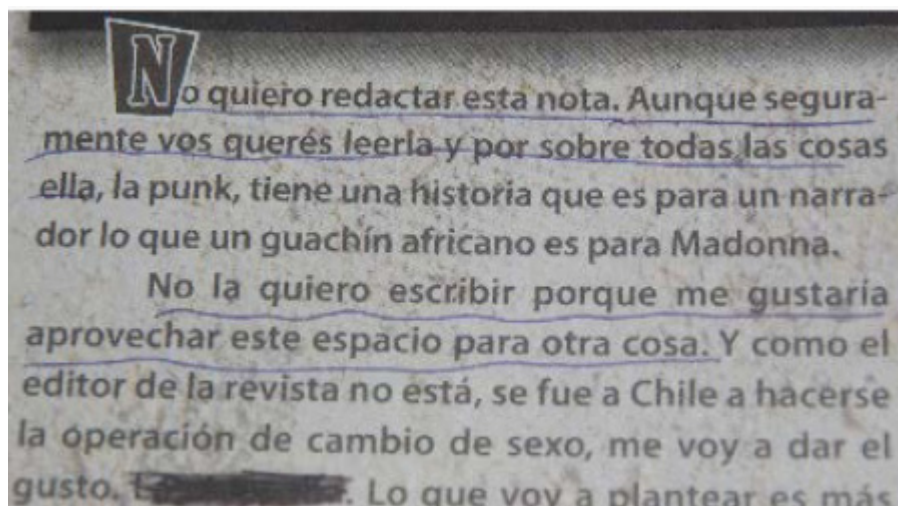 No quiero redactar esta nota. Aunque segura-
mente vos querés leerla y por sobre todas las cosas
ella, la punk, tiene una historia que es para un narra-
dor lo que un guachín africano es para Madonna.
No la quiero escribir porque me gustaría
aprovechar este espacio para otra cosa. Y como el
editor de la revista no está, se fue a Chile a hacerse
la operación de cambio de sexo, me voy a dar el
gusto. . Lo que voy a plantear es más